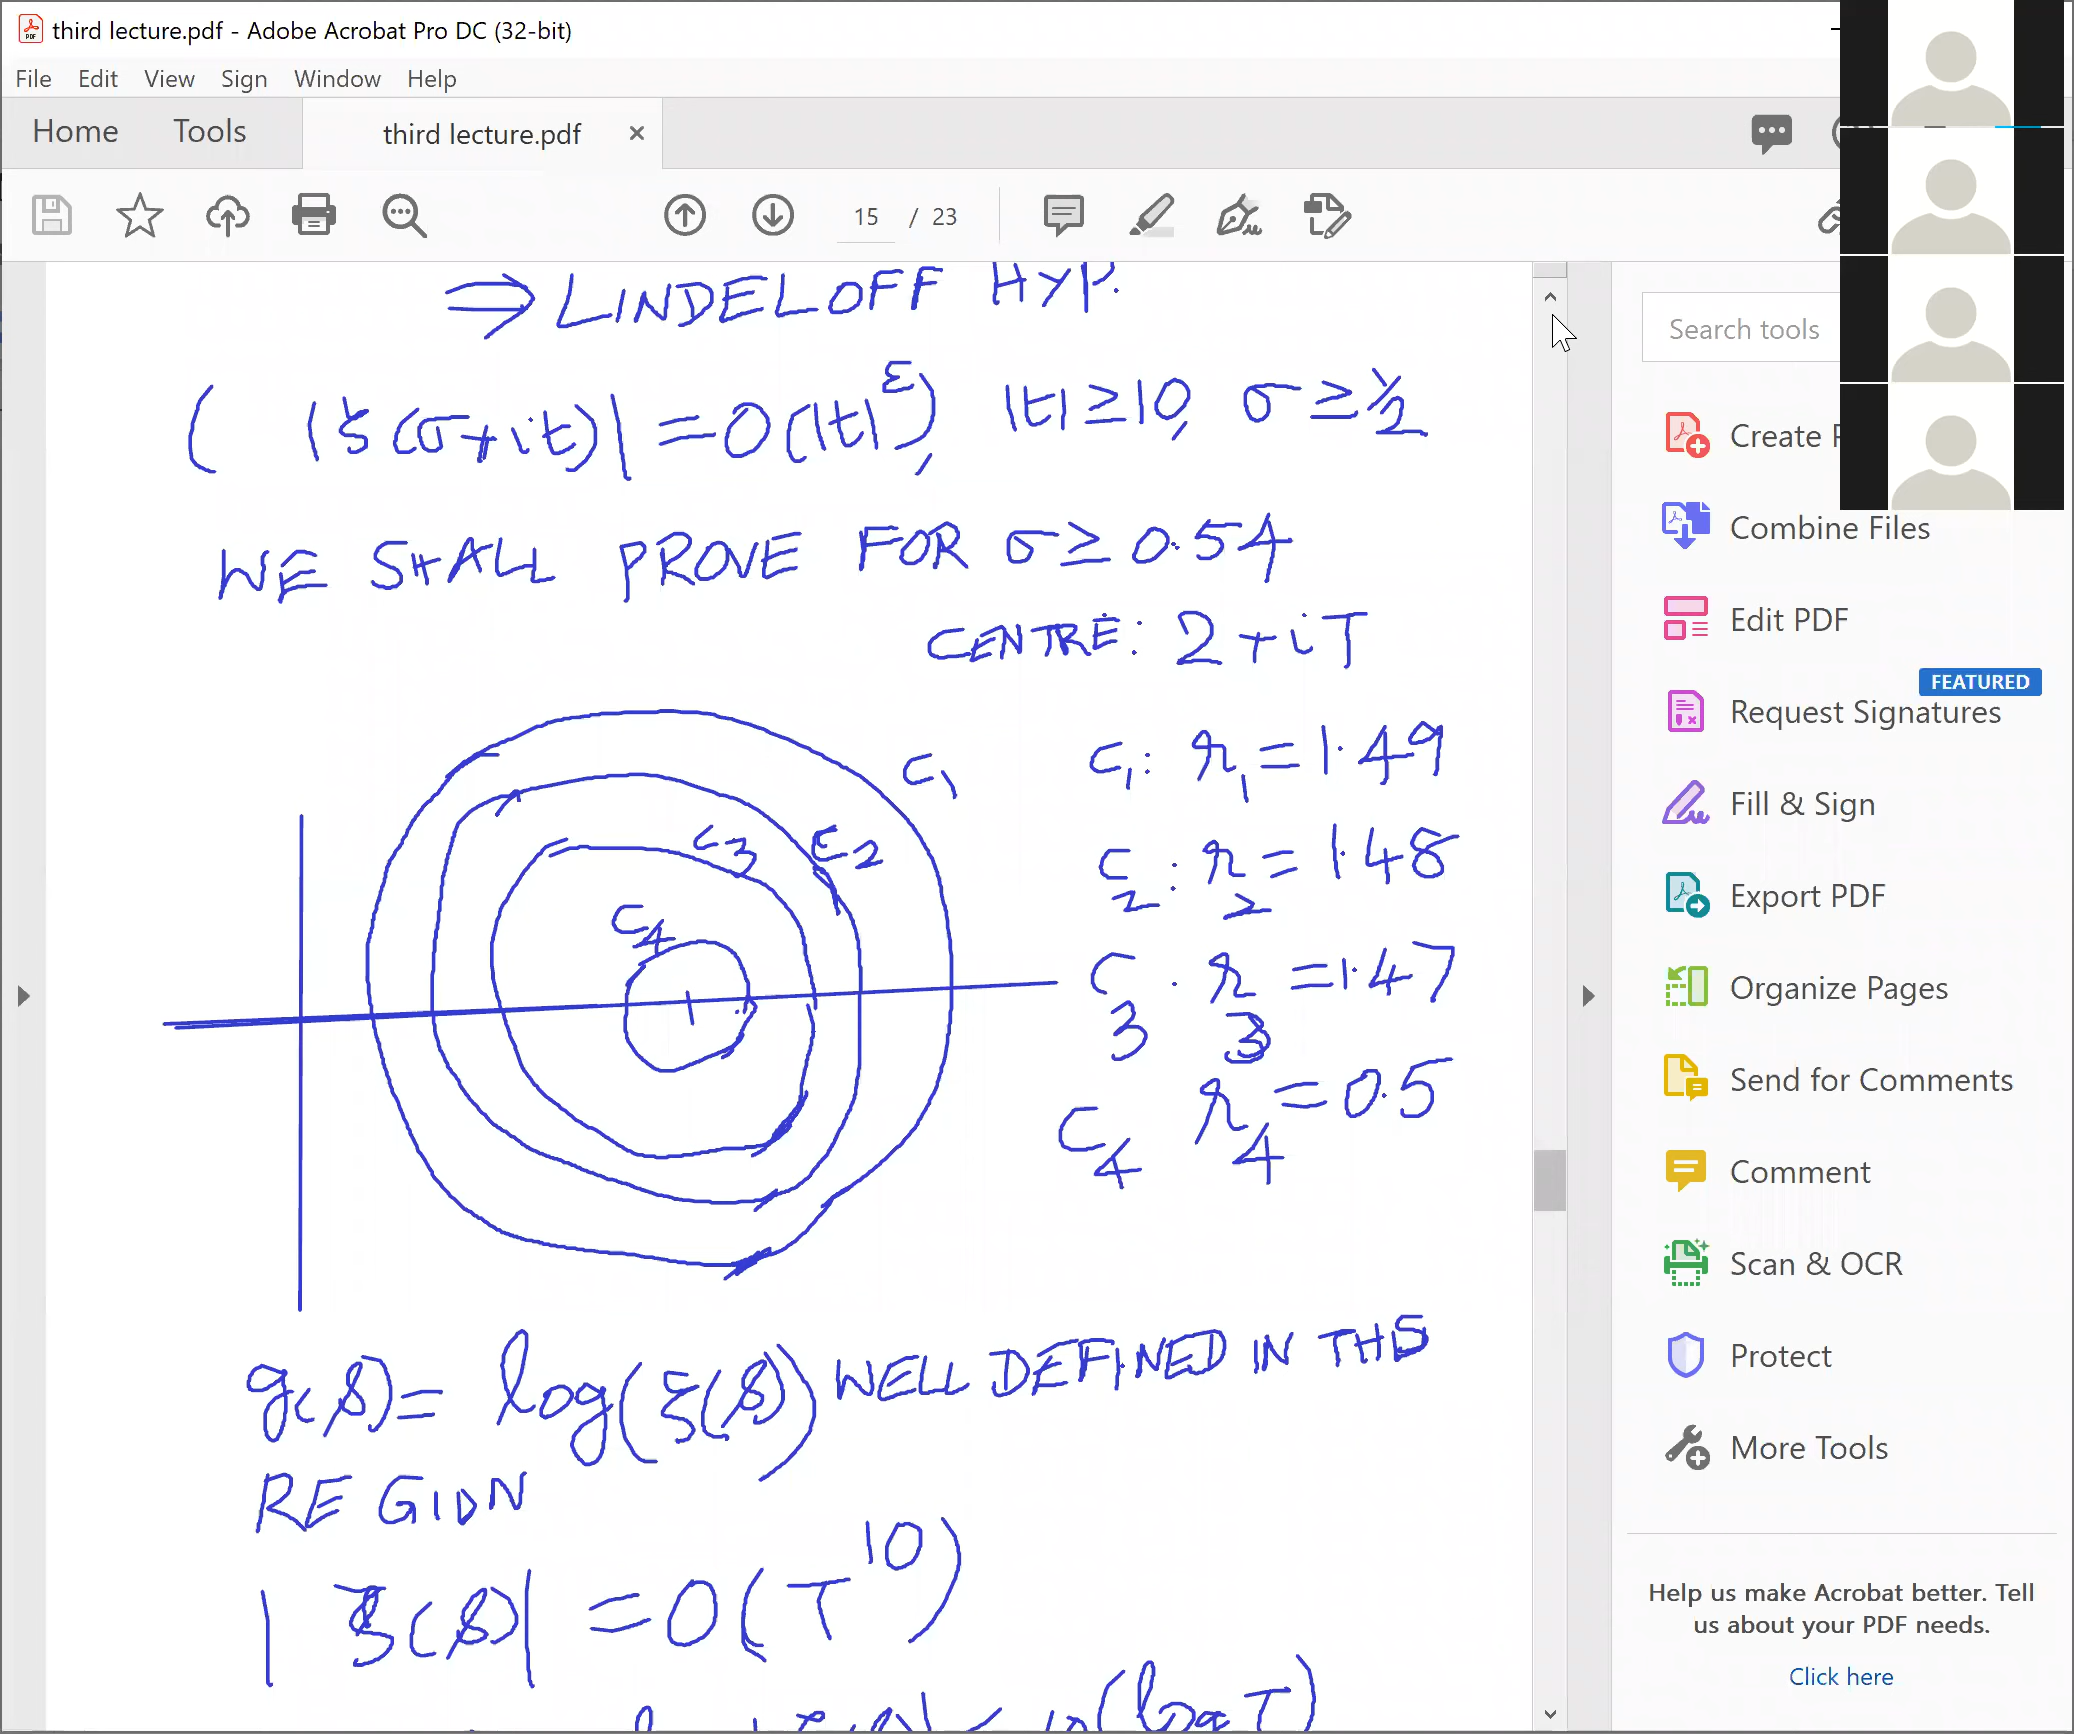 third lecture.pdf - Adobe Acrobat Pro DC (32-bit)
File Edit View Sign Window Help
Home Tools third lecture.pdf ×
15 / 23
⇒ LINDELOFF HYP.
( |ζ(σ+it)| = O(|t|^ε), |t| ≥ 10, σ ≥ 1/2
WE SHALL PROVE FOR σ ≥ 0.54
CENTRE: 2+iT
C1
C1: r1 = 1.49
C3 C2
C2: r2 = 1.48
C4
C3: r3 = 1.47
C4 r4 = 0.5
g(s) = log(ζ(s)) WELL DEFINED IN THIS
REGION
|ζ(s)| = O(T^10)
Search tools
Create P
Combine Files
Edit PDF
FEATURED
Request Signatures
Fill & Sign
Export PDF
Organize Pages
Send for Comments
Comment
Scan & OCR
Protect
More Tools
Help us make Acrobat better. Tell
us about your PDF needs.
Click here